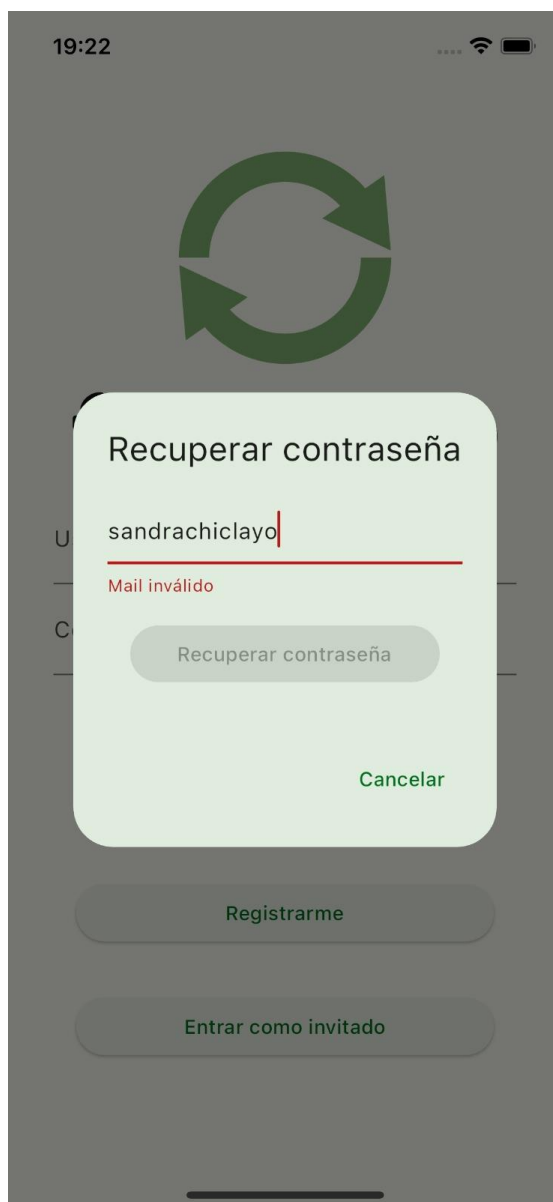 19:22
Recuperar contraseña
U
sandrachiclayo
Mail inválido
C
Recuperar contraseña
Cancelar
Registrarme
Entrar como invitado